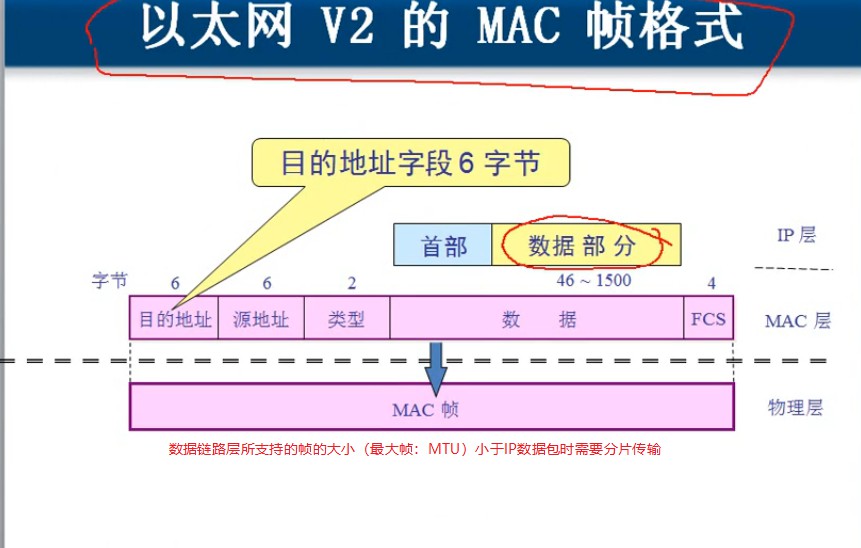 以太网 V2 的 MAC 帧格式
目的地址字段 6 字节
首部 数据部分 IP 层
字节 6 6 2 46 ~ 1500 4
目的地址 源地址 类型 数 据 FCS MAC 层
MAC 帧 物理层
数据链路层所支持的帧的大小（最大帧：MTU）小于IP数据包时需要分片传输